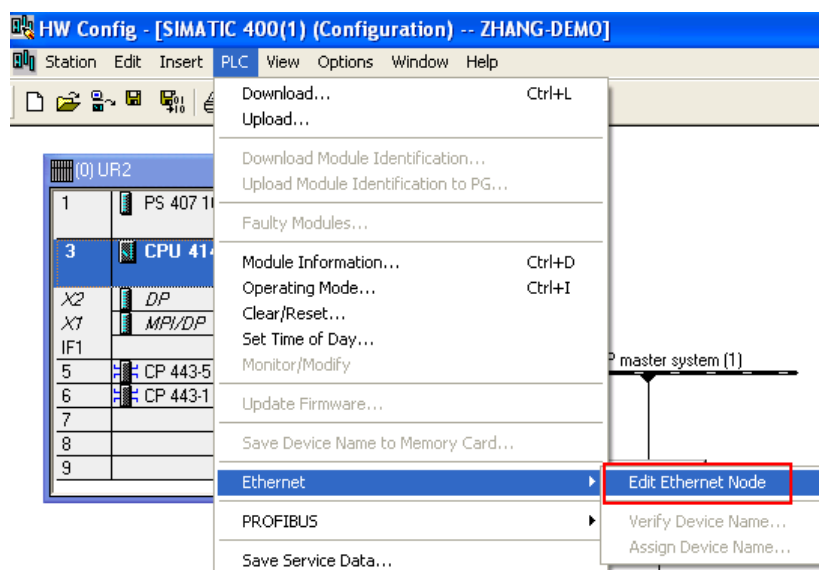 HW Config - [SIMATIC 400(1) (Configuration) -- ZHANG-DEMO]
Station Edit Insert PLC View Options Window Help
Download... Ctrl+L
Upload...
Download Module Identification...
Upload Module Identification to PG...
Faulty Modules...
Module Information... Ctrl+D
Operating Mode... Ctrl+I
Clear/Reset...
Set Time of Day...
Monitor/Modify
Update Firmware...
Save Device Name to Memory Card...
Ethernet
PROFIBUS
Save Service Data...
Edit Ethernet Node
Verify Device Name...
Assign Device Name...
(0) UR2
1 PS 407 1
3 CPU 41
X2 DP
X1 MPI/DP
IF1
5 CP 443-5
6 CP 443-1
7
8
9
P master system (1)